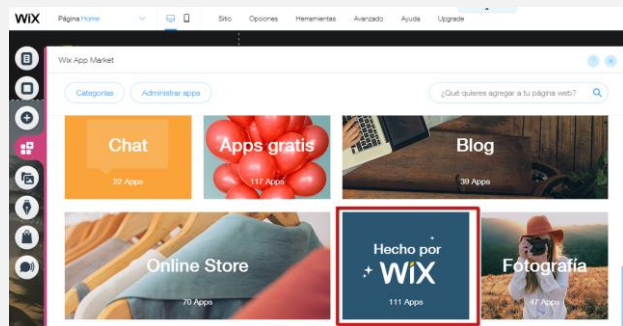 WiX Página Home Sitio Opciones Herramientas Avanzado Ayuda Upgrade
Wix App Market
Categorías Administrar apps ¿Qué quieres agregar a tu página web?
Chat
22 Apps
Apps gratis
117 Apps
Blog
39 Apps
Online Store
70 Apps
Hecho por
WiX
111 Apps
Fotografía
47 Apps